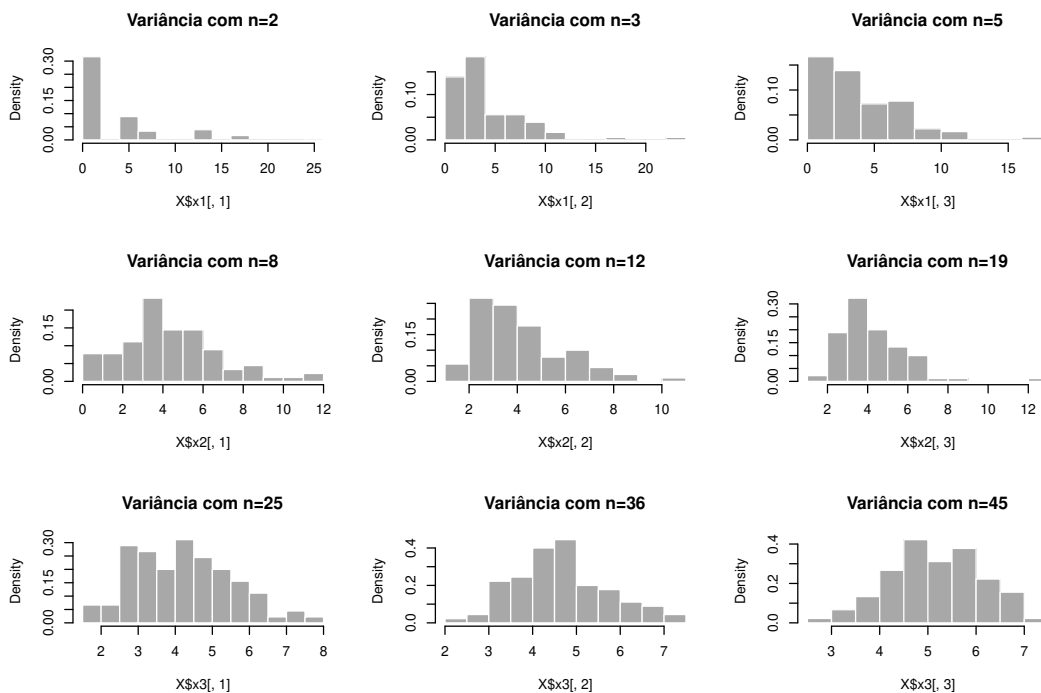 Variância com n=2
Density
0.00 0.15 0.30
0 5 10 15 20 25
X$x1[, 1]
Variância com n=3
Density
0.00 0.10
0 5 10 15 20
X$x1[, 2]
Variância com n=5
Density
0.00 0.10
0 5 10 15
X$x1[, 3]
Variância com n=8
Density
0.00 0.15
0 2 4 6 8 10 12
X$x2[, 1]
Variância com n=12
Density
0.00 0.15
2 4 6 8 10
X$x2[, 2]
Variância com n=19
Density
0.00 0.15 0.30
2 4 6 8 10 12
X$x2[, 3]
Variância com n=25
Density
0.00 0.15 0.30
2 3 4 5 6 7 8
X$x3[, 1]
Variância com n=36
Density
0.0 0.2 0.4
2 3 4 5 6 7
X$x3[, 2]
Variância com n=45
Density
0.0 0.2 0.4
3 4 5 6 7
X$x3[, 3]